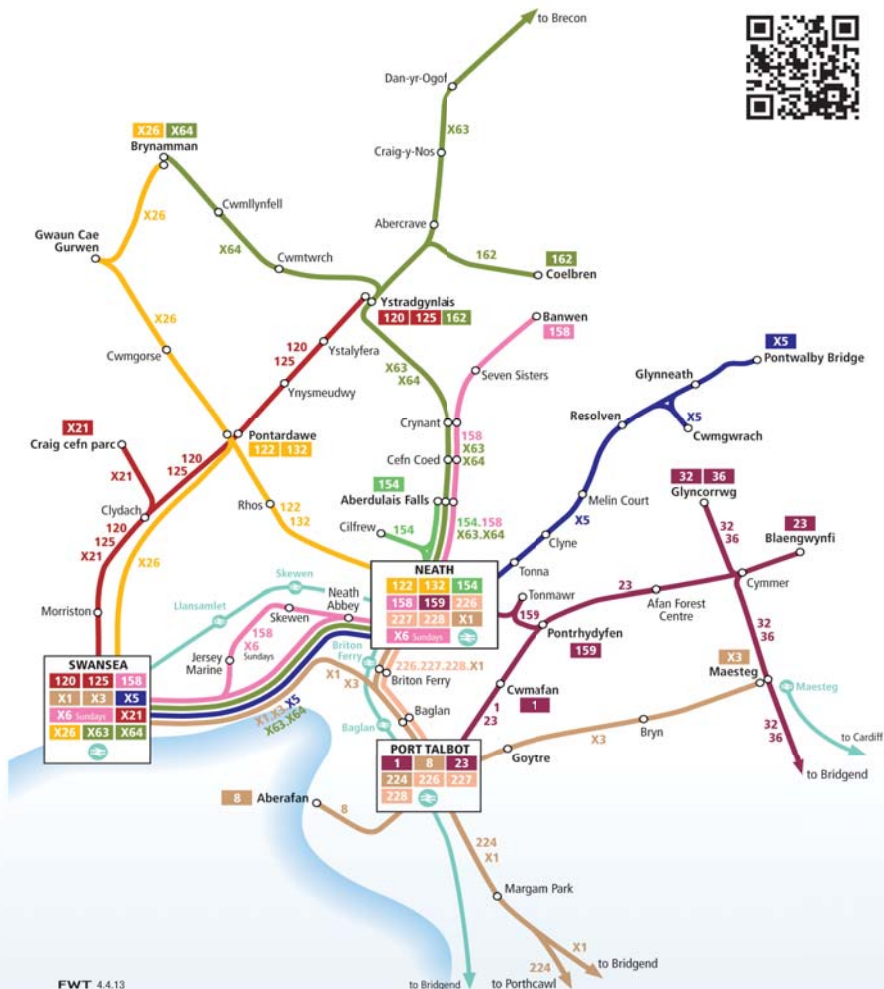 to Brecon
Dan-yr-Ogof
X63
Craig-y-Nos
X26 X64
Brynamman
Cwmllynfell
Abercrave
X26
Gwaun Cae
Gurwen
X64
Cwmtwrch
162
162
Coelbren
Ystradgynlais
120 125 162
Banwen
158
X26
120
125
Ystalyfera
Cwmgorse
X63
X64
Seven Sisters
X5
Pontwalby Bridge
Glynneath
Ynysmeudwy
Resolven
X5
Cwmgwrach
X21
Craig cefn parc
Crynant
158
X63
X64
Pontardawe
122 132
120
125
Cefn Coed
X21
154
Aberdulais Falls
32 36
Glyncorrwg
Melin Court
Rhos
122
132
Clydach
Cilfrew
154
154.158
X63.X64
X5
23
Blaengwynfi
120
125
X21
X26
Clyne
32
36
Tonna
Skewen
NEATH
122 132 154
158 159 226
227 228 X1
X6 Sundays
Cymmer
23
Tonmawr
Afan Forest
Centre
Llansamlet
Neath
Abbey
Skewen
Morriston
159
Pontrhydyfen
159
158
X6
Sundays
Jersey
Marine
32
36
Briton
Ferry
226.227.228.X1
Briton Ferry
X3
Maesteg
Maesteg
SWANSEA
120 125 158
X1 X3 X5
X6 Sundays X21
X26 X63 X64
X1
X3
Cwmafan
1
1
23
Baglan
Baglan
X1.X3.X5
X63.X64
X3
Bryn
32
36
to Cardiff
Goytre
PORT TALBOT
1 8 23
224 226 227
228
to Bridgend
8
Aberafan
8
224
X1
Margam Park
X1
to Bridgend
224
to Porthcawl
to Bridgend
FWT 4.4.13